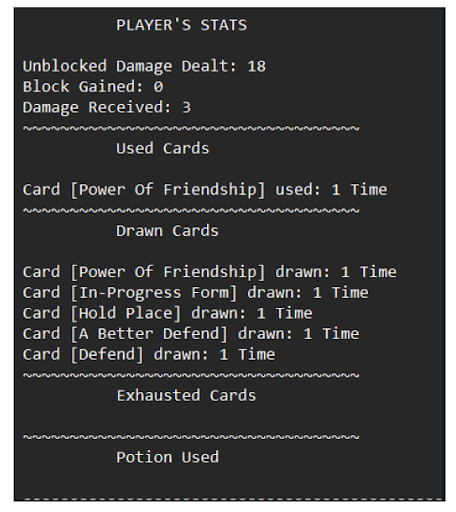 PLAYER'S STATS
Unblocked Damage Dealt: 18
Block Gained: 0
Damage Received: 3
~~~~~~~~~~~~~~~~~~~~~~~~~~~~~~~~~~~~
Used Cards
Card [Power Of Friendship] used: 1 Time
~~~~~~~~~~~~~~~~~~~~~~~~~~~~~~~~~~~~
Drawn Cards
Card [Power Of Friendship] drawn: 1 Time
Card [In-Progress Form] drawn: 1 Time
Card [Hold Place] drawn: 1 Time
Card [A Better Defend] drawn: 1 Time
Card [Defend] drawn: 1 Time
~~~~~~~~~~~~~~~~~~~~~~~~~~~~~~~~~~~~
Exhausted Cards
~~~~~~~~~~~~~~~~~~~~~~~~~~~~~~~~~~~~
Potion Used
---------------------------------------------